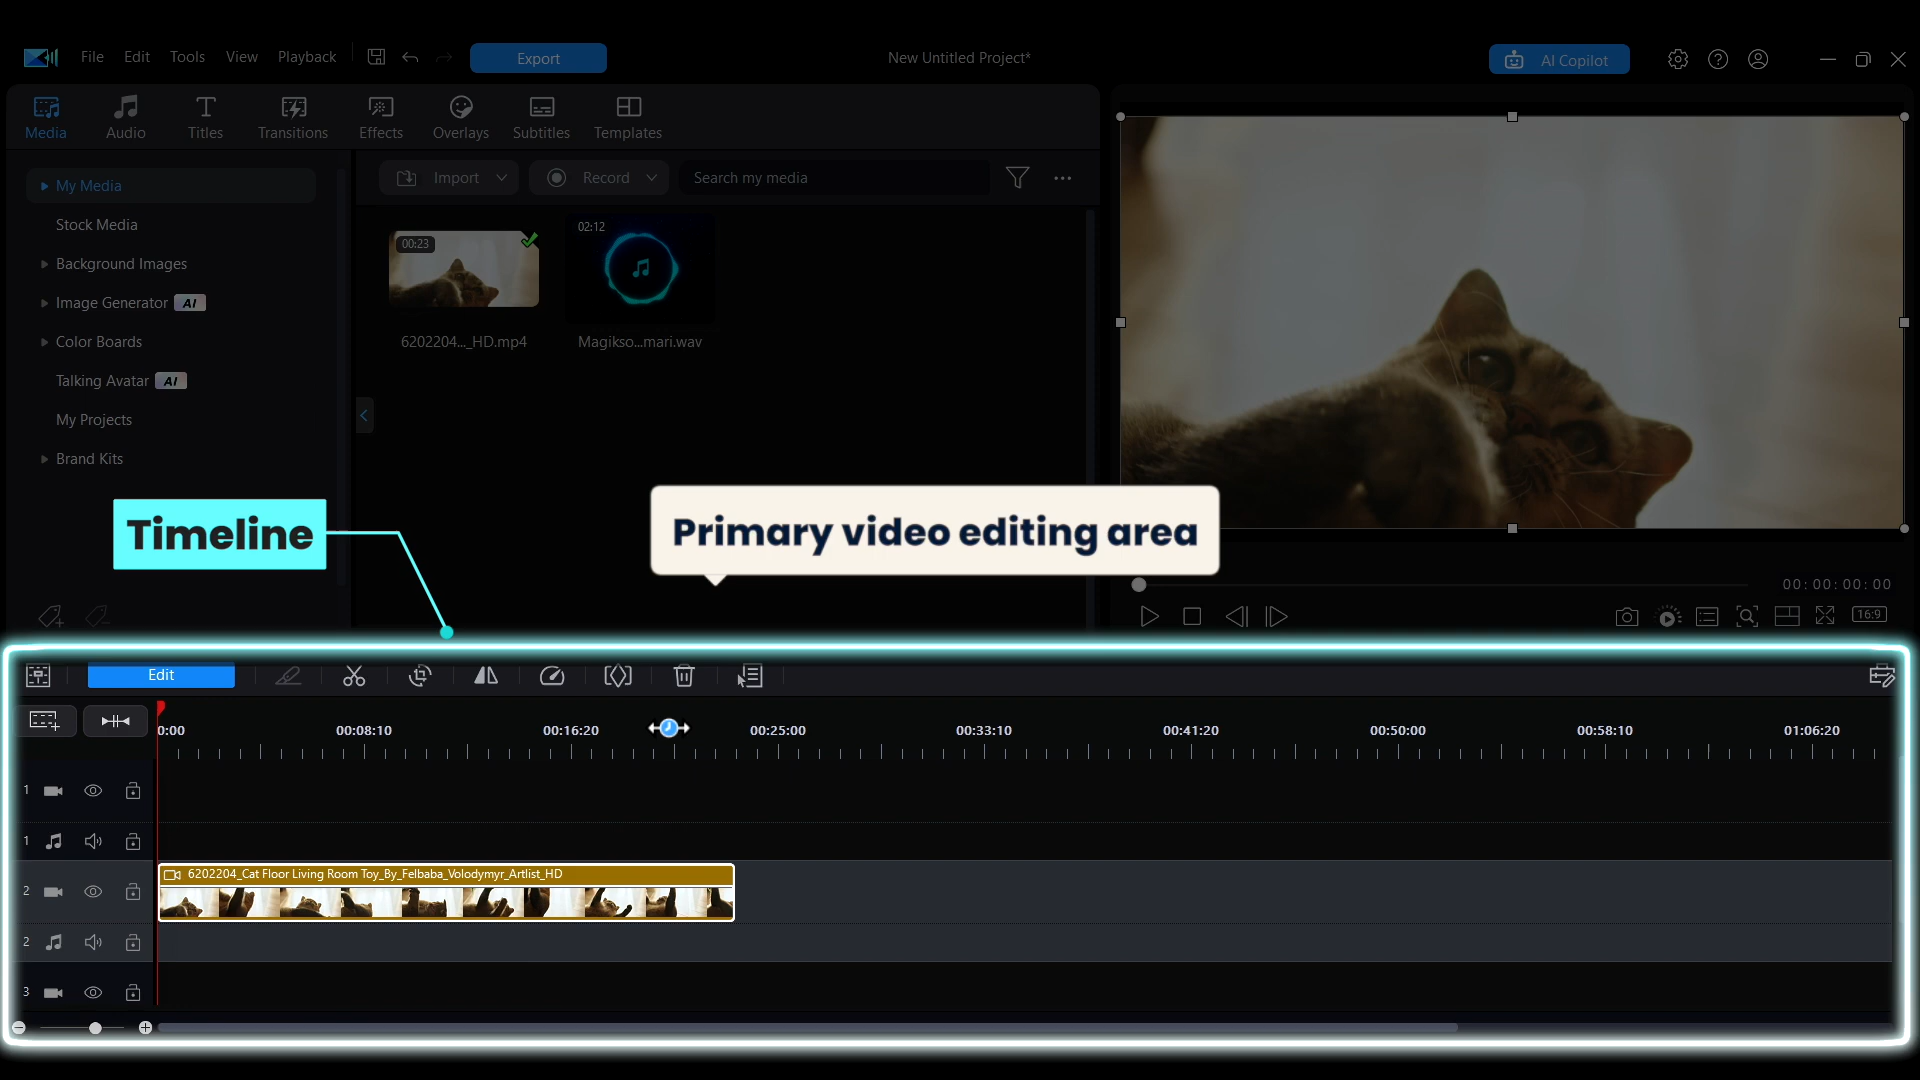 File Edit Tools View Playback Export New Untitled Project* AI Copilot
Media Audio Titles Transitions Effects Overlays Subtitles Templates
My Media
Stock Media
Background Images
Image Generator AI
Color Boards
Talking Avatar AI
My Projects
Brand Kits
Import Record Search my media
00:23
02:12
6202204..._HD.mp4
Magikso...mari.wav
Timeline
Primary video editing area
00:00:00:00
16:9
Edit
0:00 00:08:10 00:16:20 00:25:00 00:33:10 00:41:20 00:50:00 00:58:10 01:06:20
1
1
2
6202204_Cat Floor Living Room Toy_By_Felbaba_Volodymyr_Artlist_HD
2
3